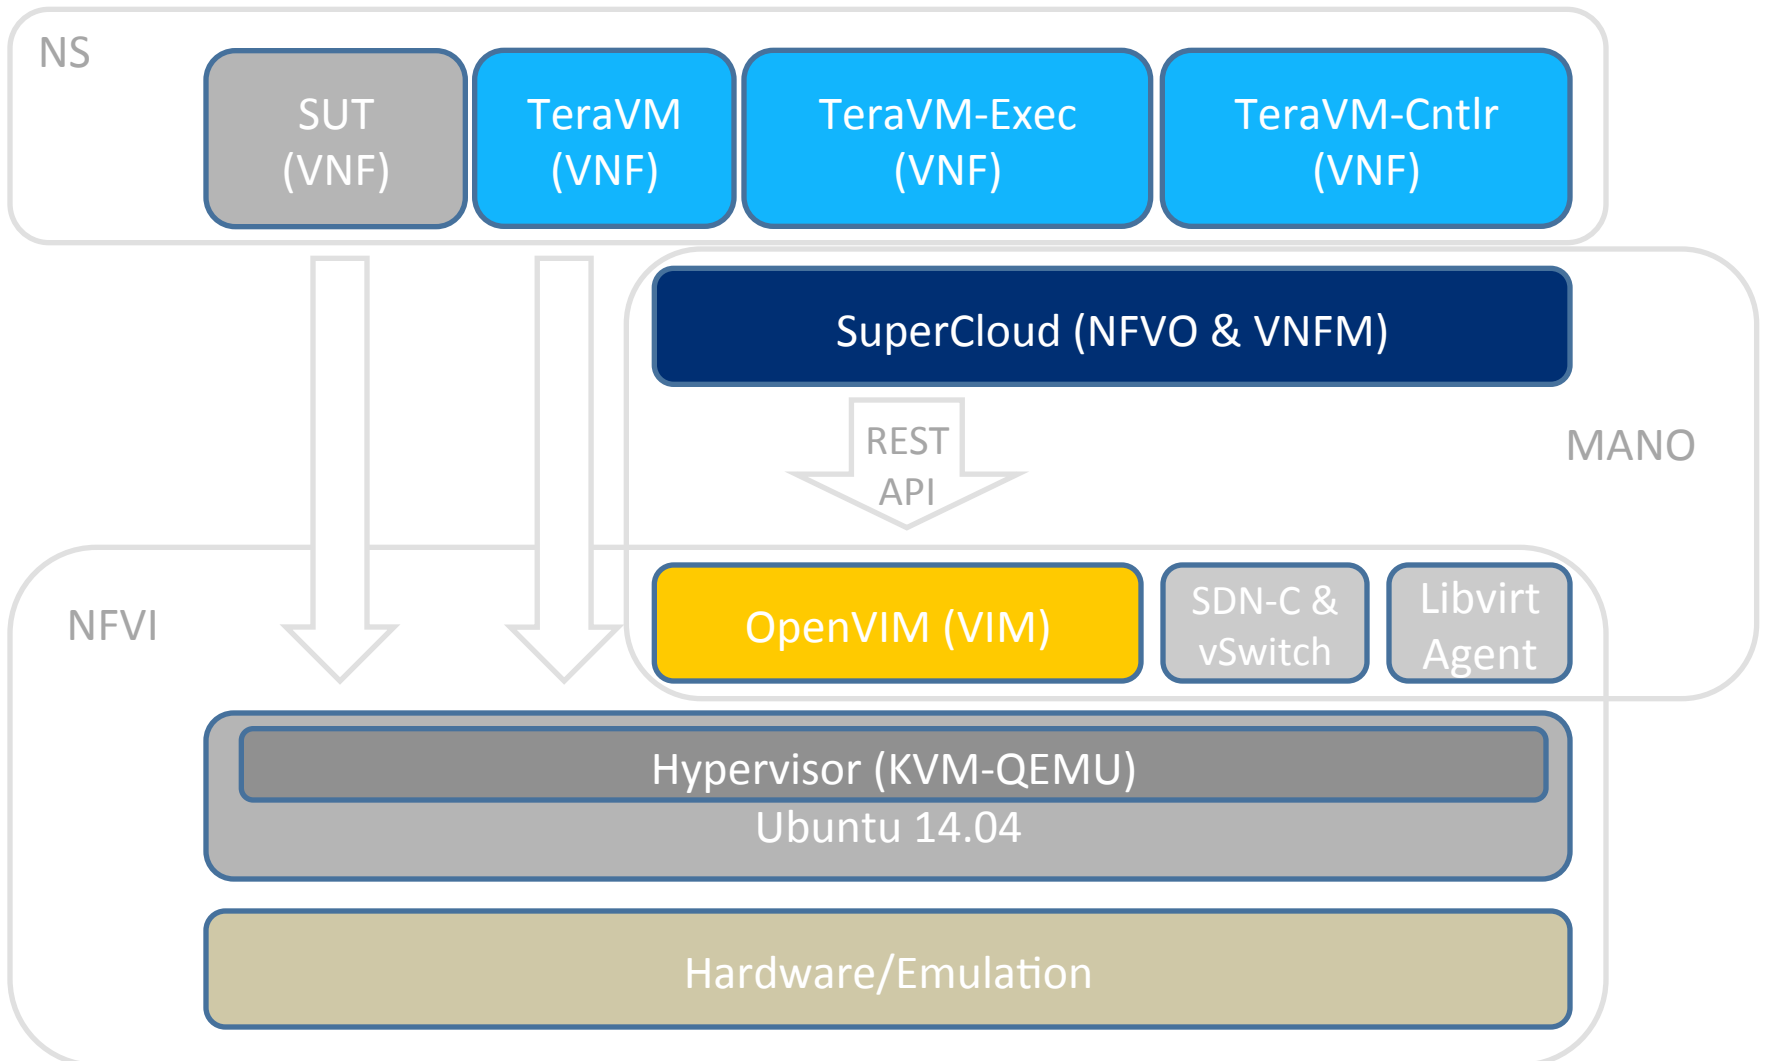 NS
SUT
(VNF)
TeraVM
(VNF)
TeraVM-Exec
(VNF)
TeraVM-Cntlr
(VNF)
SuperCloud (NFVO & VNFM)
REST
API
MANO
NFVI
OpenVIM (VIM)
SDN-C &
vSwitch
Libvirt
Agent
Hypervisor (KVM-QEMU)
Ubuntu 14.04
Hardware/Emulation